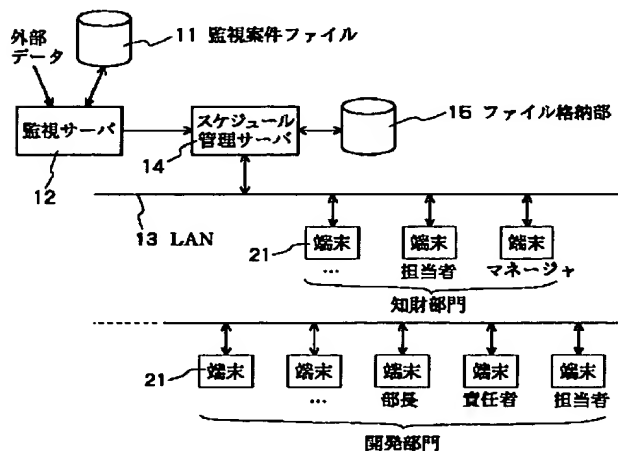 外部
データ
11 監視案件ファイル
監視サーバ
12
スケジュール
管理サーバ
14
15 ファイル格納部
13 LAN
21
端末
端末
端末
…
担当者
マネージャ
知財部門
21
端末
端末
端末
端末
端末
…
部長
責任者
担当者
開発部門